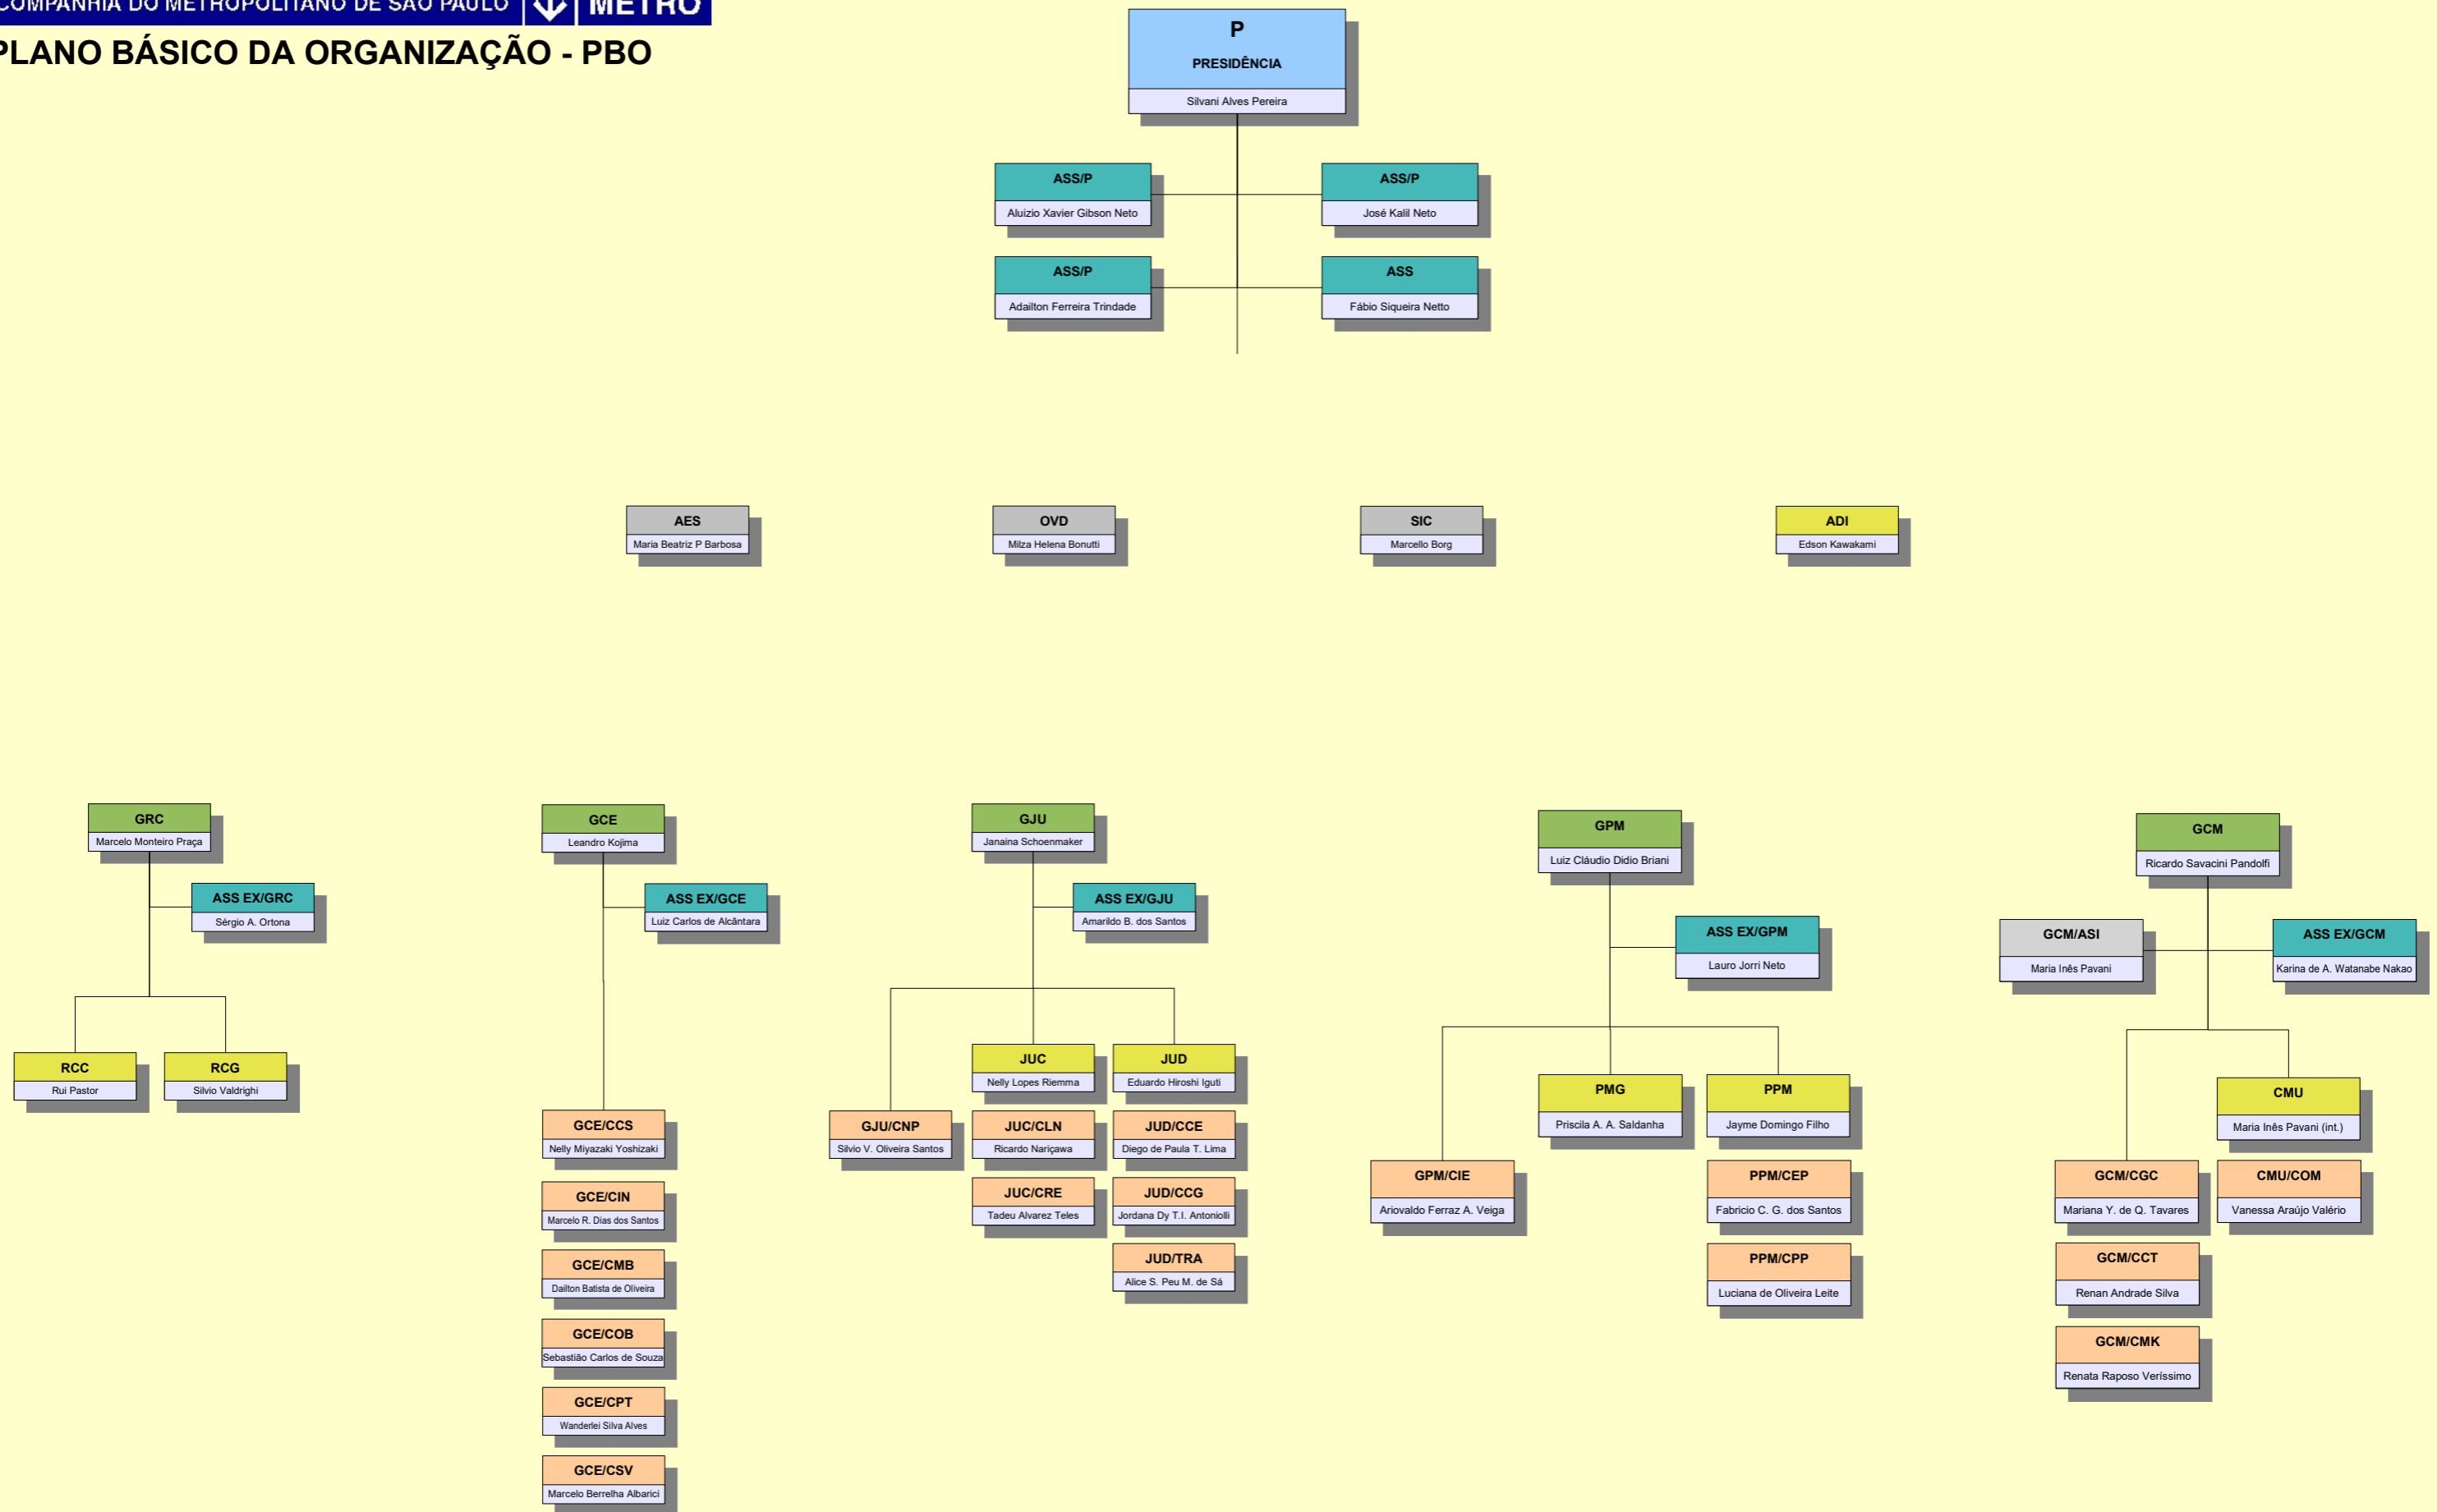 COMPANHIA DO METROPOLITANO DE SÃO PAULO METRÔ
PLANO BÁSICO DA ORGANIZAÇÃO - PBO
P
PRESIDÊNCIA
Silvani Alves Pereira
ASS/P
Aluizio Xavier Gibson Neto
ASS/P
José Kalil Neto
ASS/P
Adailton Ferreira Trindade
ASS
Fábio Siqueira Netto
AES
Maria Beatriz P Barbosa
OVD
Milza Helena Bonutti
SIC
Marcello Borg
ADI
Edson Kawakami
GRC
Marcelo Monteiro Praça
ASS EX/GRC
Sérgio A. Ortona
RCC
Rui Pastor
RCG
Silvio Valdrighi
GCE
Leandro Kojima
ASS EX/GCE
Luiz Carlos de Alcântara
GCE/CCS
Nelly Miyazaki Yoshizaki
GCE/CIN
Marcelo R. Dias dos Santos
GCE/CMB
Dailton Batista de Oliveira
GCE/COB
Sebastião Carlos de Souza
GCE/CPT
Wanderlei Silva Alves
GCE/CSV
Marcelo Berrelha Albarici
GJU
Janaina Schoenmaker
ASS EX/GJU
Amarildo B. dos Santos
GJU/CNP
Silvio V. Oliveira Santos
JUC
Nelly Lopes Riemma
JUC/CLN
Ricardo Nariçawa
JUC/CRE
Tadeu Alvarez Teles
JUD
Eduardo Hiroshi Iguti
JUD/CCE
Diego de Paula T. Lima
JUD/CCG
Jordana Dy T.I. Antoniolli
JUD/TRA
Alice S. Peu M. de Sá
GPM
Luiz Cláudio Didio Briani
ASS EX/GPM
Lauro Jorri Neto
GPM/CIE
Ariovaldo Ferraz A. Veiga
PMG
Priscila A. A. Saldanha
PPM
Jayme Domingo Filho
PPM/CEP
Fabricio C. G. dos Santos
PPM/CPP
Luciana de Oliveira Leite
GCM
Ricardo Savacini Pandolfi
GCM/ASI
Maria Inês Pavani
ASS EX/GCM
Karina de A. Watanabe Nakao
GCM/CGC
Mariana Y. de Q. Tavares
GCM/CCT
Renan Andrade Silva
GCM/CMK
Renata Raposo Veríssimo
CMU
Maria Inês Pavani (int.)
CMU/COM
Vanessa Araújo Valério